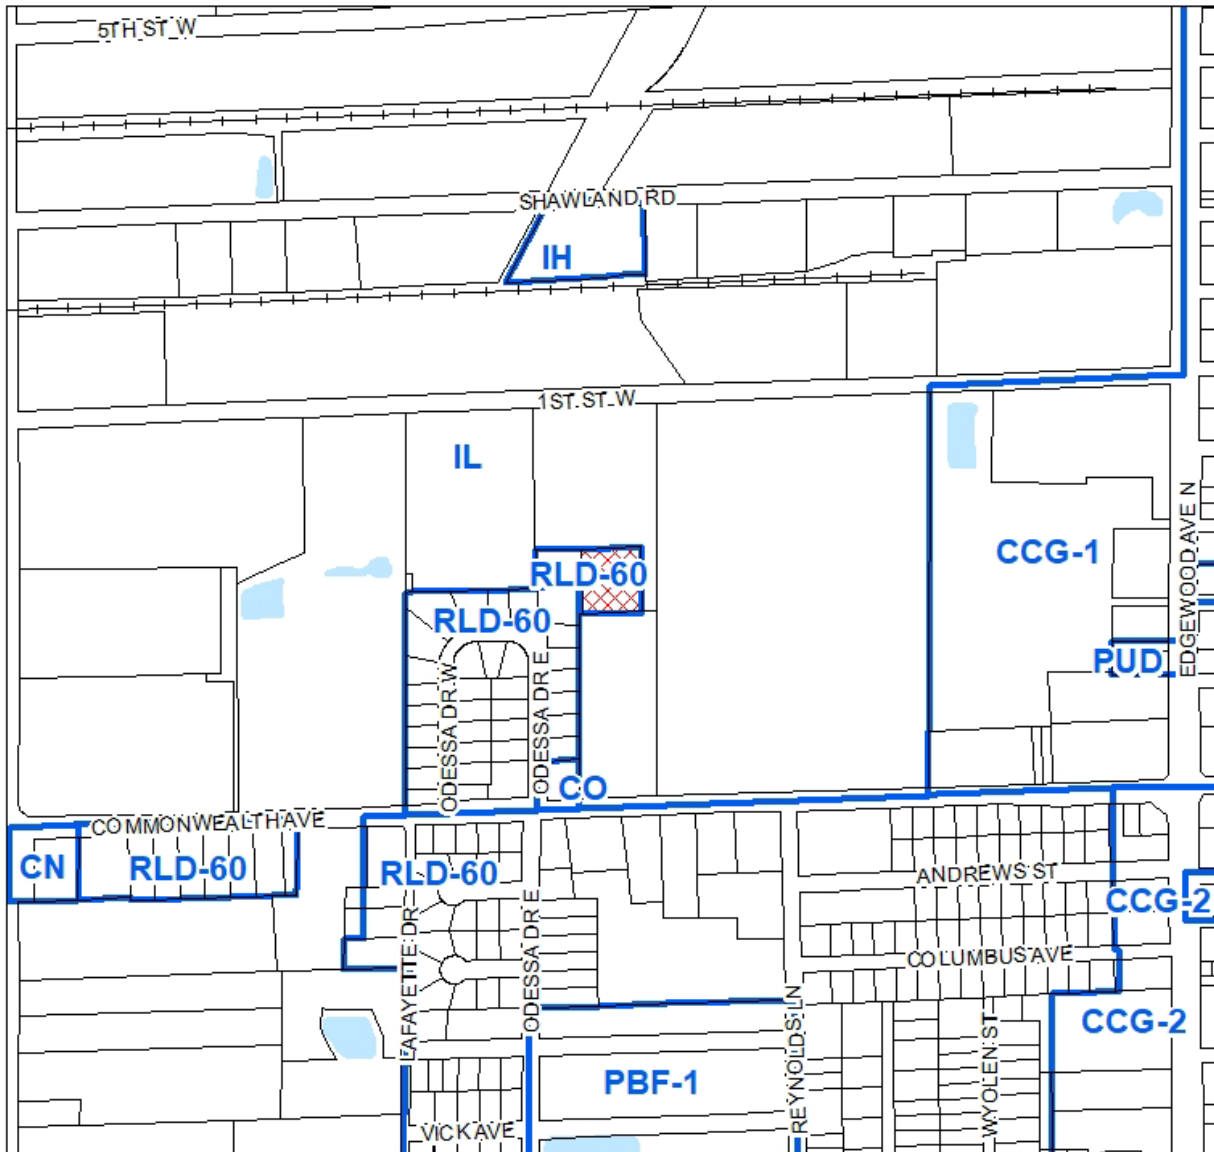 5TH ST W
SHAWLAND RD
IH
1ST ST W
IL
CCG-1
EDGEWOOD AVE N
RLD-60
RLD-60
PUD
ODESSA DR W
ODESSA DR E
CO
COMMONWEALTH AVE
CN
RLD-60
RLD-60
ANDREWS ST
CCG-2
LAFAYETTE DR
ODESSA DR E
COLUMBUS AVE
REYNOLDS LN
WYOLEN ST
CCG-2
PBF-1
VICK AVE